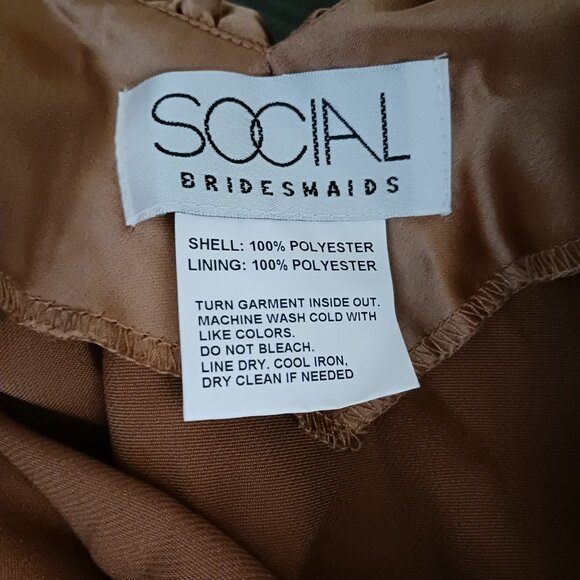 SOCIAL
BRIDESMAIDS
SHELL: 100% POLYESTER
LINING: 100% POLYESTER
TURN GARMENT INSIDE OUT.
MACHINE WASH COLD WITH
LIKE COLORS.
DO NOT BLEACH.
LINE DRY. COOL IRON,
DRY CLEAN IF NEEDED